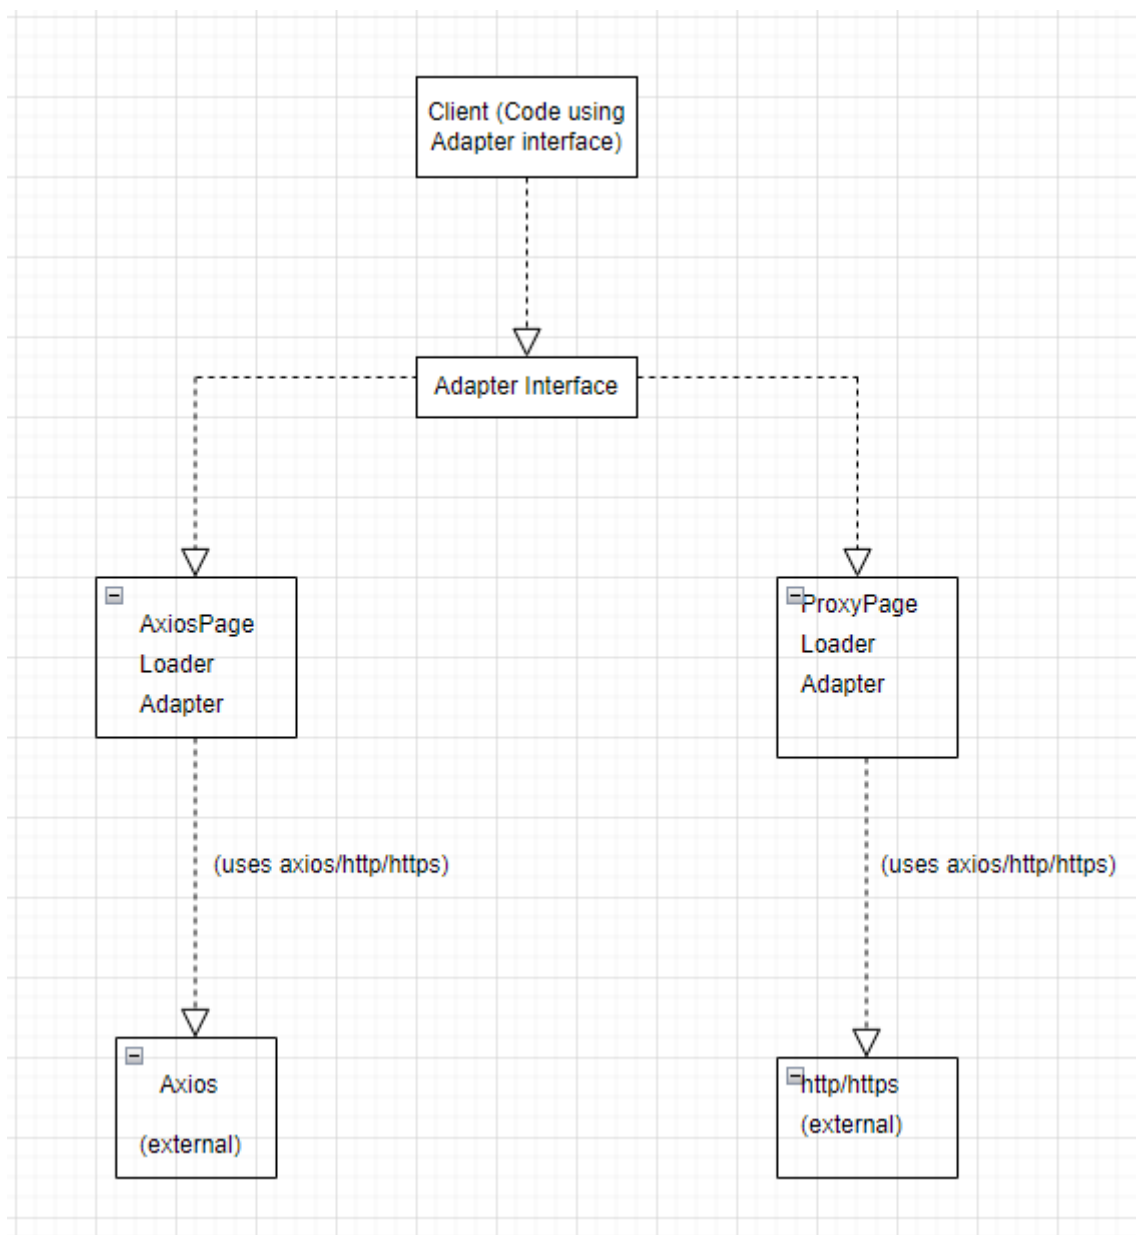 Client (Code using
Adapter interface)
Adapter Interface
AxiosPage
Loader
Adapter
ProxyPage
Loader
Adapter
(uses axios/http/https)
(uses axios/http/https)
Axios
(external)
http/https
(external)